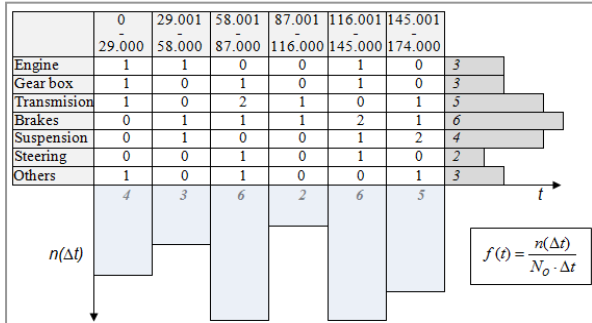 0 29.001 58.001 87.001 116.001 145.001
- - - - - -
29.000 58.000 87.000 116.000 145.000 174.000
Engine 1 1 0 0 1 0 3
Gear box 1 0 1 0 1 0 3
Transmision 1 0 2 1 0 1 5
Brakes 0 1 1 1 2 1 6
Suspension 0 1 0 0 1 2 4
Steering 0 0 1 0 1 0 2
Others 1 0 1 0 0 1 3
4 3 6 2 6 5 t
n(Δt)
f(t) = n(Δt) / (N_O · Δt)